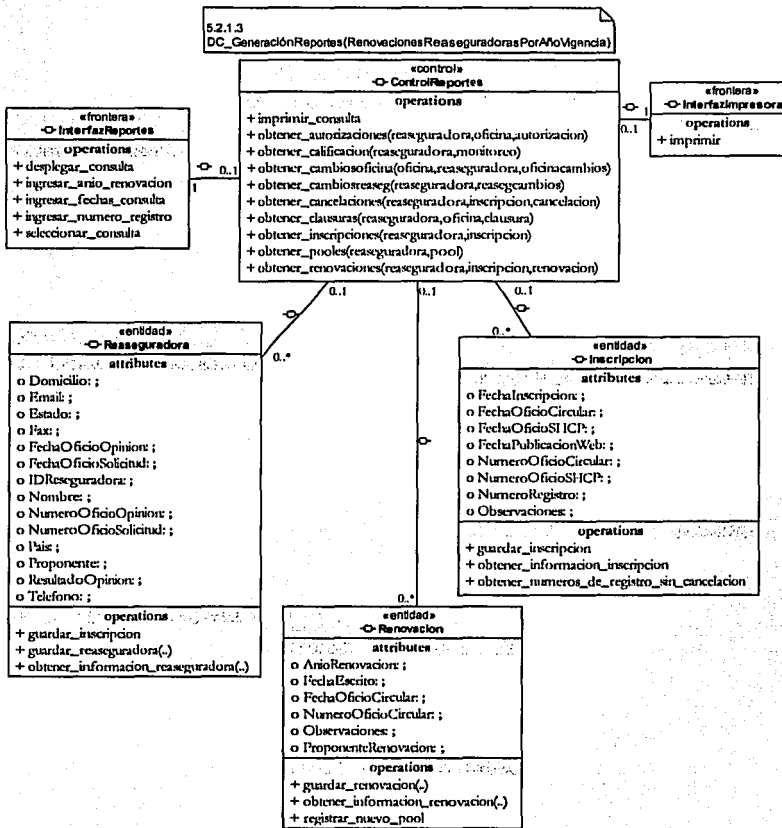 5.2.1.3
DC_GeneraciónReportes{RenovacionesReaseguradorasPorAñoVigencia}
«control»
ControlReportes
operations
+ imprimir_consulta
+ obtener_autorizaciones(reaseguradora,oficina,autorizacion)
+ obtener_calificacion(reaseguradora,monitoreo)
+ obtener_cambiosoficina(oficina,reaseguradora,oficinacambios)
+ obtener_cambiosreaseg(reaseguradora,reasegcambios)
+ obtener_cancelaciones(reaseguradora,inscripcion,cancelacion)
+ obtener_clausuras(reaseguradora,oficina,clausura)
+ obtener_inscripciones(reaseguradora,inscripcion)
+ obtener_pooles(reaseguradora,pool)
+ obtener_renovaciones(reaseguradora,inscripcion,renovacion)
«frontera»
InterfazImpresora
operations
+ imprimir
1
0..1
«frontera»
InterfazReportes
operations
+ desplegar_consulta
+ ingresar_anio_renovacion
+ ingresar_fechas_consulta
+ ingresar_numero_registro
+ seleccionar_consulta
0..1
1
0..1
0..1
0..1
0..*
0..*
0..*
«entidad»
Reaseguradora
attributes
o Domicilio: ;
o Email: ;
o Estado: ;
o Fax: ;
o FechaOficioOpinion: ;
o FechaOficioSolicitud: ;
o IDReseguradora: ;
o Nombre: ;
o NumeroOficioOpinion: ;
o NumeroOficioSolicitud: ;
o Pais: ;
o Proponente: ;
o ResultadoOpinion: ;
o Telefono: ;
operations
+ guardar_inscripcion
+ guardar_reaseguradora(..)
+ obtener_informacion_reaseguradora(..)
«entidad»
Inscripcion
attributes
o FechaInscripcion: ;
o FechaOficioCircular: ;
o FechaOficioSHCP: ;
o FechaPublicacionWeb: ;
o NumeroOficioCircular: ;
o NumeroOficioSHCP: ;
o NumeroRegistro: ;
o Observaciones: ;
operations
+ guardar_inscripcion
+ obtener_informacion_inscripcion
+ obtener_numeros_de_registro_sin_cancelacion
«entidad»
Renovacion
attributes
o AnioRenovacion: ;
o FechaEscrito: ;
o FechaOficioCircular: ;
o NumeroOficioCircular: ;
o Observaciones: ;
o ProponenteRenovacion: ;
operations
+ guardar_renovacion(..)
+ obtener_informacion_renovacion(..)
+ registrar_nuevo_pool